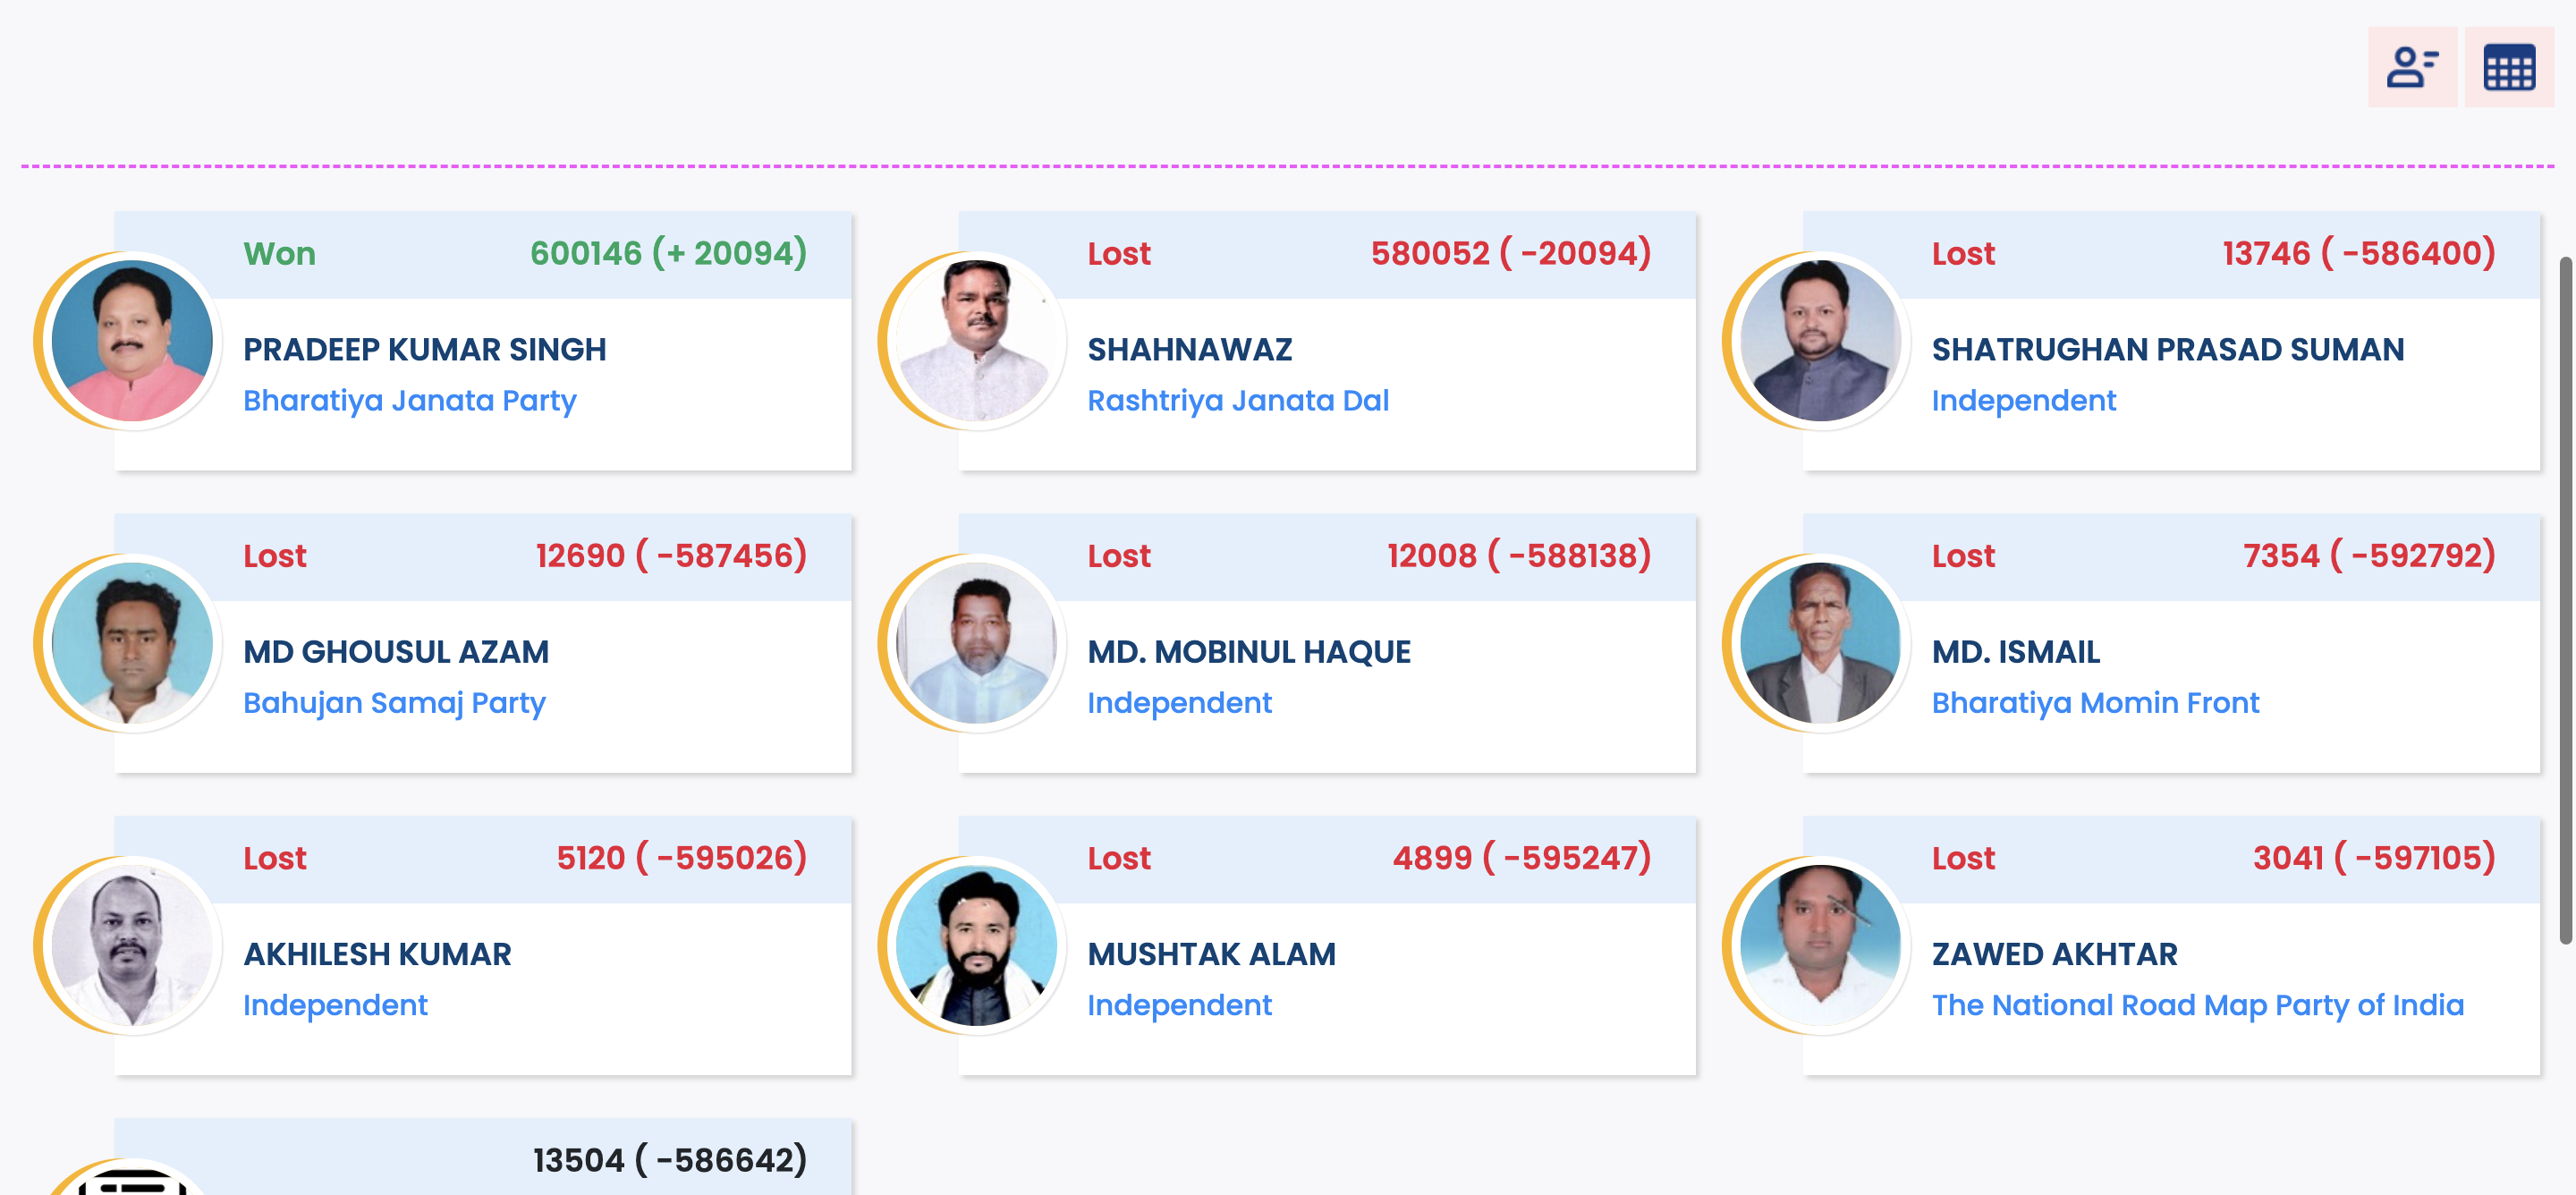 Won 600146 (+ 20094)
PRADEEP KUMAR SINGH
Bharatiya Janata Party
Lost 580052 ( -20094)
SHAHNAWAZ
Rashtriya Janata Dal
Lost 13746 ( -586400)
SHATRUGHAN PRASAD SUMAN
Independent
Lost 12690 ( -587456)
MD GHOUSUL AZAM
Bahujan Samaj Party
Lost 12008 ( -588138)
MD. MOBINUL HAQUE
Independent
Lost 7354 ( -592792)
MD. ISMAIL
Bharatiya Momin Front
Lost 5120 ( -595026)
AKHILESH KUMAR
Independent
Lost 4899 ( -595247)
MUSHTAK ALAM
Independent
Lost 3041 ( -597105)
ZAWED AKHTAR
The National Road Map Party of India
13504 ( -586642)